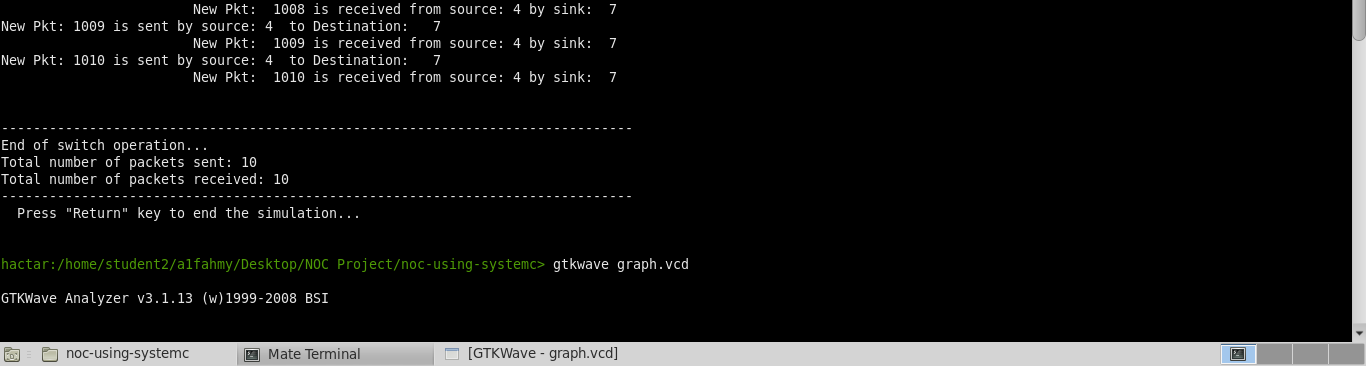 New Pkt:  1008 is received from source: 4 by sink:  7
New Pkt: 1009 is sent by source: 4  to Destination:   7
New Pkt:  1009 is received from source: 4 by sink:  7
New Pkt: 1010 is sent by source: 4  to Destination:   7
New Pkt:  1010 is received from source: 4 by sink:  7
-------------------------------------------------------------------------------
End of switch operation...
Total number of packets sent: 10
Total number of packets received: 10
-------------------------------------------------------------------------------
Press "Return" key to end the simulation...
hactar:/home/student2/a1fahmy/Desktop/NOC Project/noc-using-systemc> gtkwave graph.vcd
GTKWave Analyzer v3.1.13 (w)1999-2008 BSI
noc-using-systemc
Mate Terminal
[GTKWave - graph.vcd]